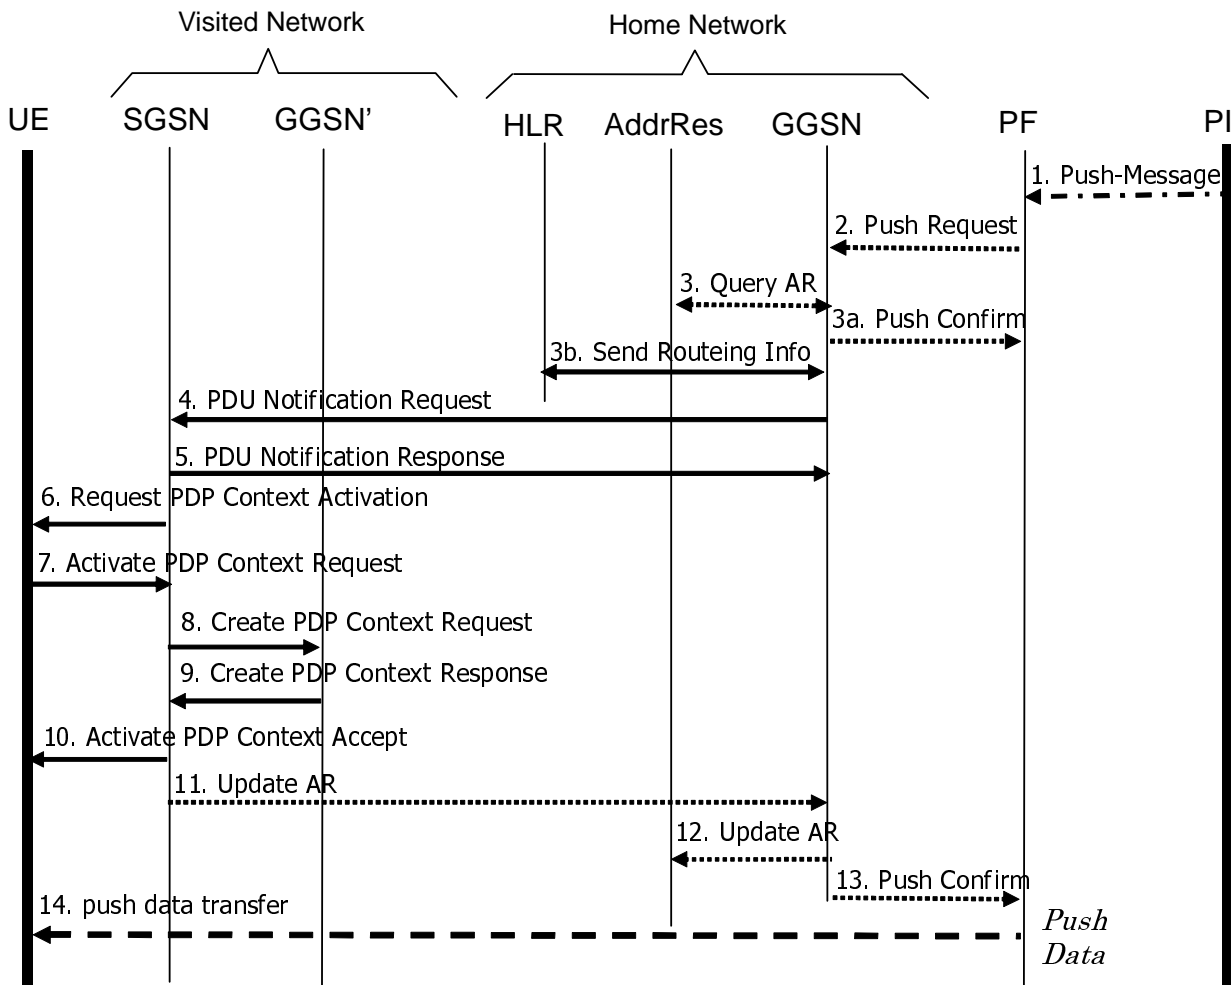 Visited Network
Home Network
UE
SGSN
GGSN’
HLR
AddrRes
GGSN
PF
PI
1. Push-Message
2. Push Request
3. Query AR
3a. Push Confirm
3b. Send Routeing Info
4. PDU Notification Request
5. PDU Notification Response
6. Request PDP Context Activation
7. Activate PDP Context Request
8. Create PDP Context Request
9. Create PDP Context Response
10. Activate PDP Context Accept
11. Update AR
12. Update AR
13. Push Confirm
14. push data transfer
Push
Data